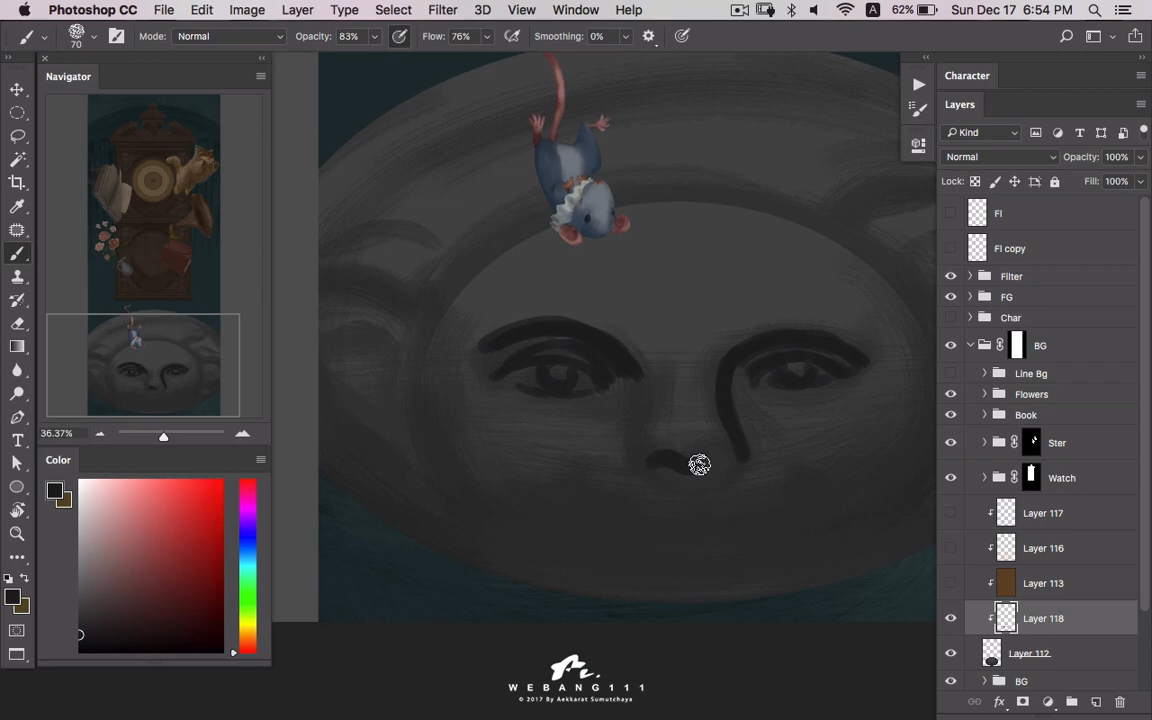 Photoshop CC File Edit Image Layer Type Select Filter 3D View Window Help A 62% Sun Dec 17 6:54 PM
70 Mode: Normal Opacity: 83% Flow: 76% Smoothing: 0%
Navigator
36.37%
Color
Character
Layers
Kind
Normal Opacity: 100%
Lock: Fill: 100%
Fl
Fl copy
Filter
FG
Char
BG
Line Bg
Flowers
Book
Ster
Watch
Layer 117
Layer 116
Layer 113
Layer 118
Layer 112
BG
fx
WEBANG111
© 2017 By Aekkarat Sumutchaya